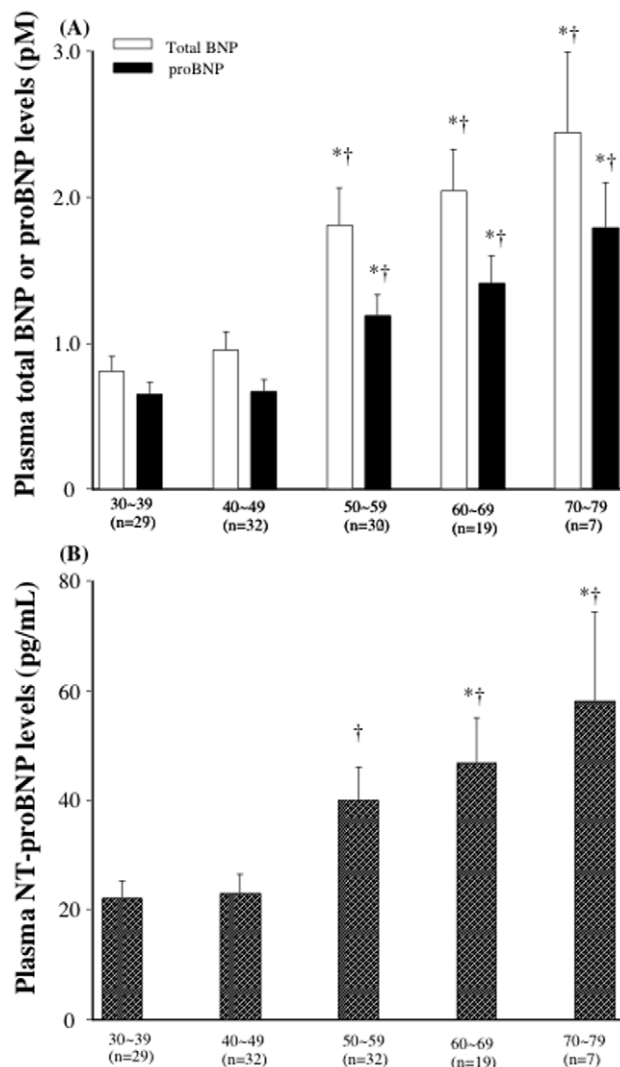 (A)
Plasma total BNP or proBNP levels (pM)
3.0
2.0
1.0
0
Total BNP
proBNP
*†
*†
*†
*†
*†
*†
30~39
(n=29)
40~49
(n=32)
50~59
(n=30)
60~69
(n=19)
70~79
(n=7)
(B)
Plasma NT-proBNP levels (pg/mL)
80
60
40
20
0
†
*†
*†
30~39
(n=29)
40~49
(n=32)
50~59
(n=32)
60~69
(n=19)
70~79
(n=7)